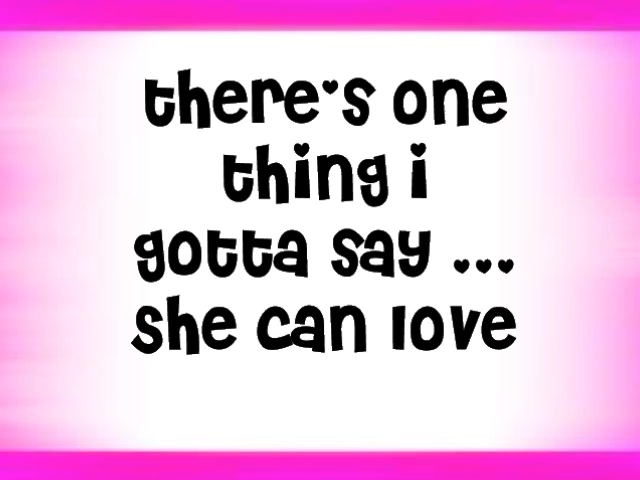 there's one
thing i
gotta say ...
she can love